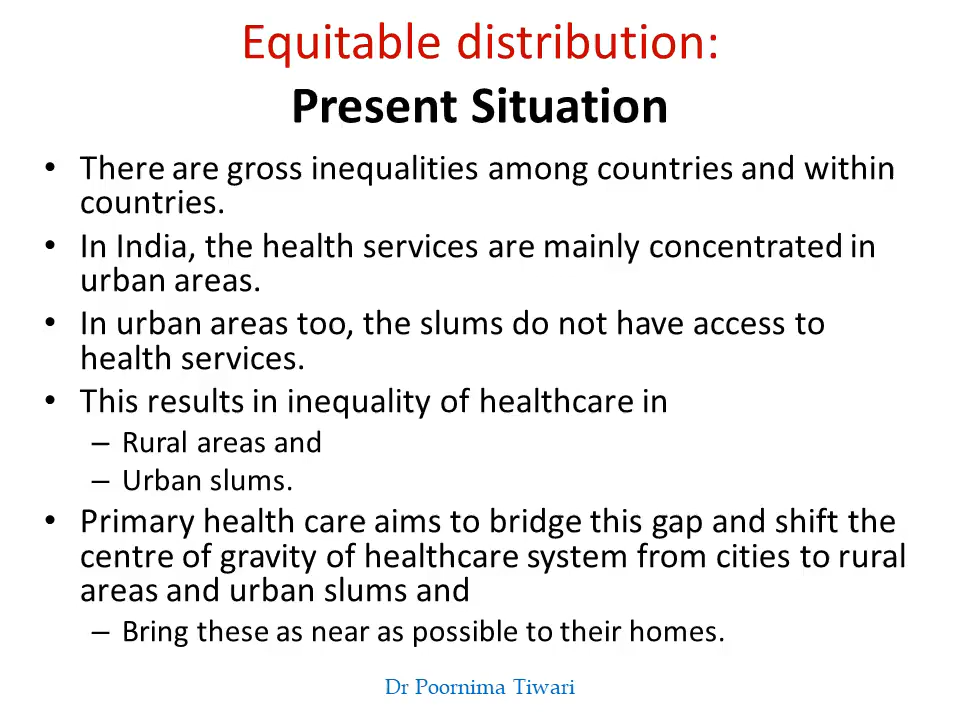 Equitable distribution:
Present Situation
• There are gross inequalities among countries and within
countries.
• In India, the health services are mainly concentrated in
urban areas.
• In urban areas too, the slums do not have access to
health services.
• This results in inequality of healthcare in
– Rural areas and
– Urban slums.
• Primary health care aims to bridge this gap and shift the
centre of gravity of healthcare system from cities to rural
areas and urban slums and
– Bring these as near as possible to their homes.
Dr Poornima Tiwari